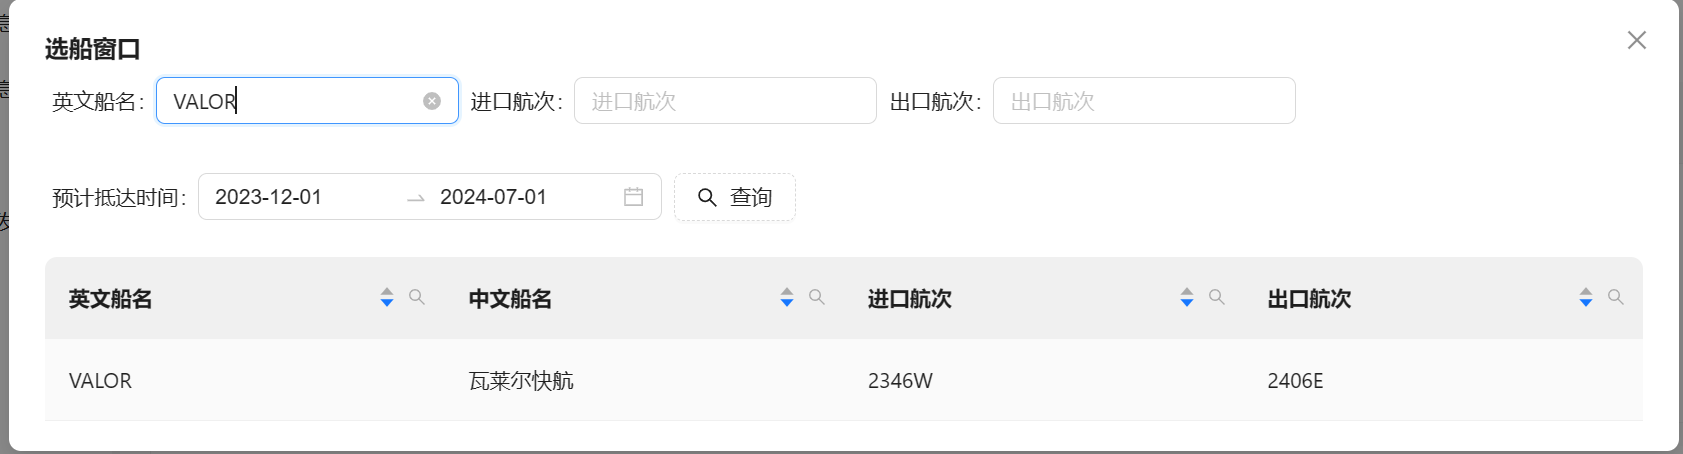 选船窗口
英文船名: VALOR 进口航次: 进口航次 出口航次: 出口航次
预计抵达时间: 2023-12-01 → 2024-07-01 查询
英文船名 中文船名 进口航次 出口航次
VALOR 瓦莱尔快航 2346W 2406E